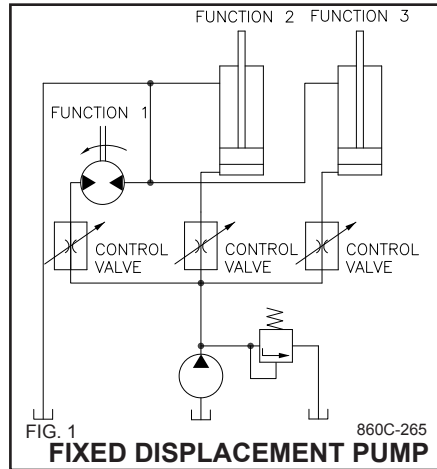 FUNCTION 2 FUNCTION 3
FUNCTION 1
CONTROL VALVE
CONTROL VALVE
CONTROL VALVE
FIG. 1
860C-265
FIXED DISPLACEMENT PUMP